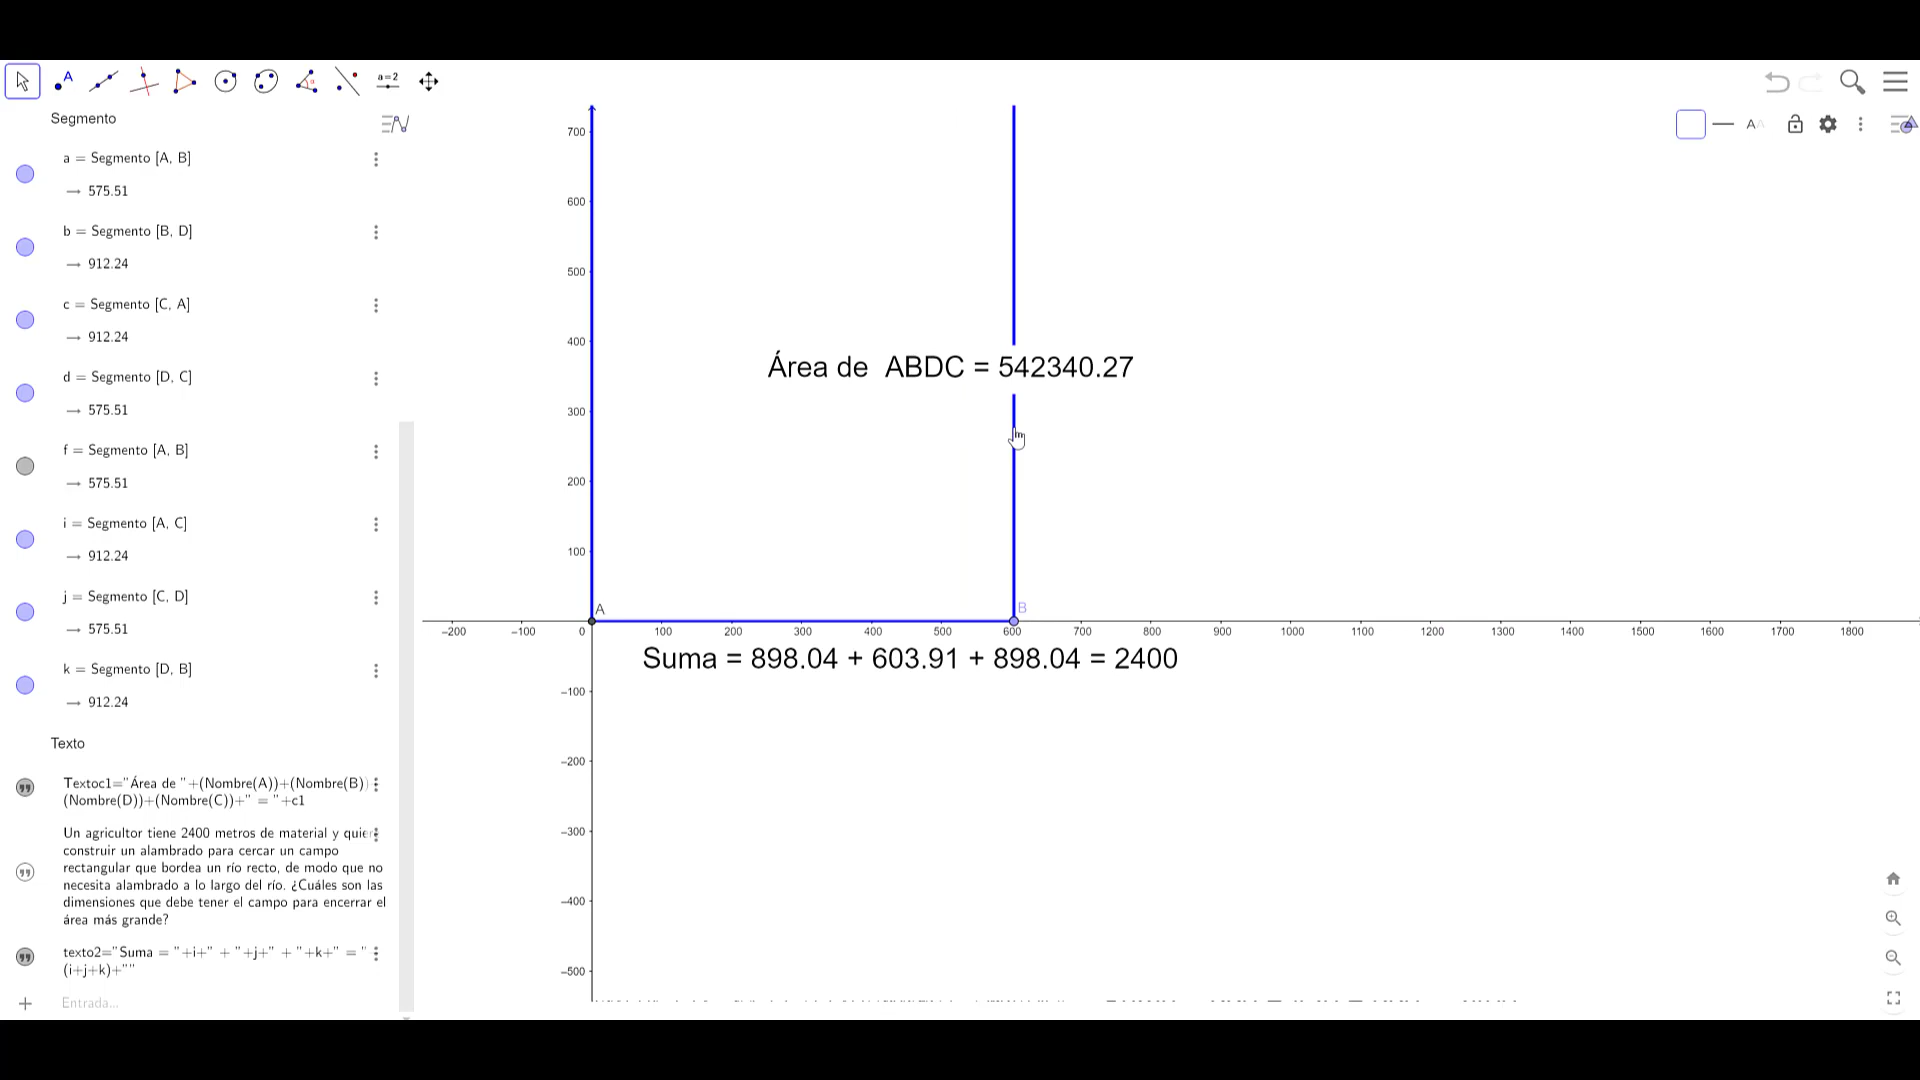 A
a=2
Segmento
a = Segmento [A, B]
→ 575.51
b = Segmento [B, D]
→ 912.24
c = Segmento [C, A]
→ 912.24
d = Segmento [D, C]
→ 575.51
f = Segmento [A, B]
→ 575.51
i = Segmento [A, C]
→ 912.24
j = Segmento [C, D]
→ 575.51
k = Segmento [D, B]
→ 912.24
Texto
Textoc1="Área de "+(Nombre(A))+(Nombre(B)
(Nombre(D))+(Nombre(C))+" = "+c1
Un agricultor tiene 2400 metros de material y quiere
construir un alambrado para cercar un campo
rectangular que bordea un río recto, de modo que no
necesita alambrado a lo largo del río. ¿Cuáles son las
dimensiones que debe tener el campo para encerrar el
área más grande?
texto2="Suma = "+i+" + "+j+" + "+k+" = "
(i+j+k)+""
Entrada...
AA
700
600
500
400
300
200
100
Área de ABDC = 542340.27
A
B
-200 -100 0 100 200 300 400 500 600 700 800 900 1000 1100 1200 1300 1400 1500 1600 1700 1800
Suma = 898.04 + 603.91 + 898.04 = 2400
-100
-200
-300
-400
-500